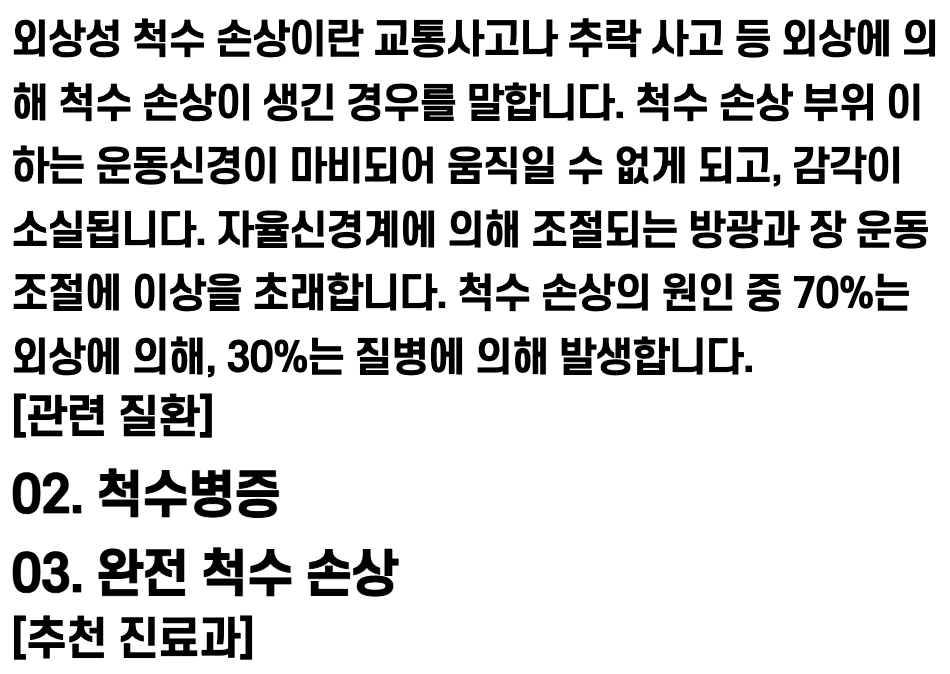 외상성 척수 손상이란 교통사고나 추락 사고 등 외상에 의
해 척수 손상이 생긴 경우를 말합니다. 척수 손상 부위 이
하는 운동신경이 마비되어 움직일 수 없게 되고, 감각이
소실됩니다. 자율신경계에 의해 조절되는 방광과 장 운동
조절에 이상을 초래합니다. 척수 손상의 원인 중 70%는
외상에 의해, 30%는 질병에 의해 발생합니다.
[관련 질환]
02. 척수병증
03. 완전 척수 손상
[추천 진료과]